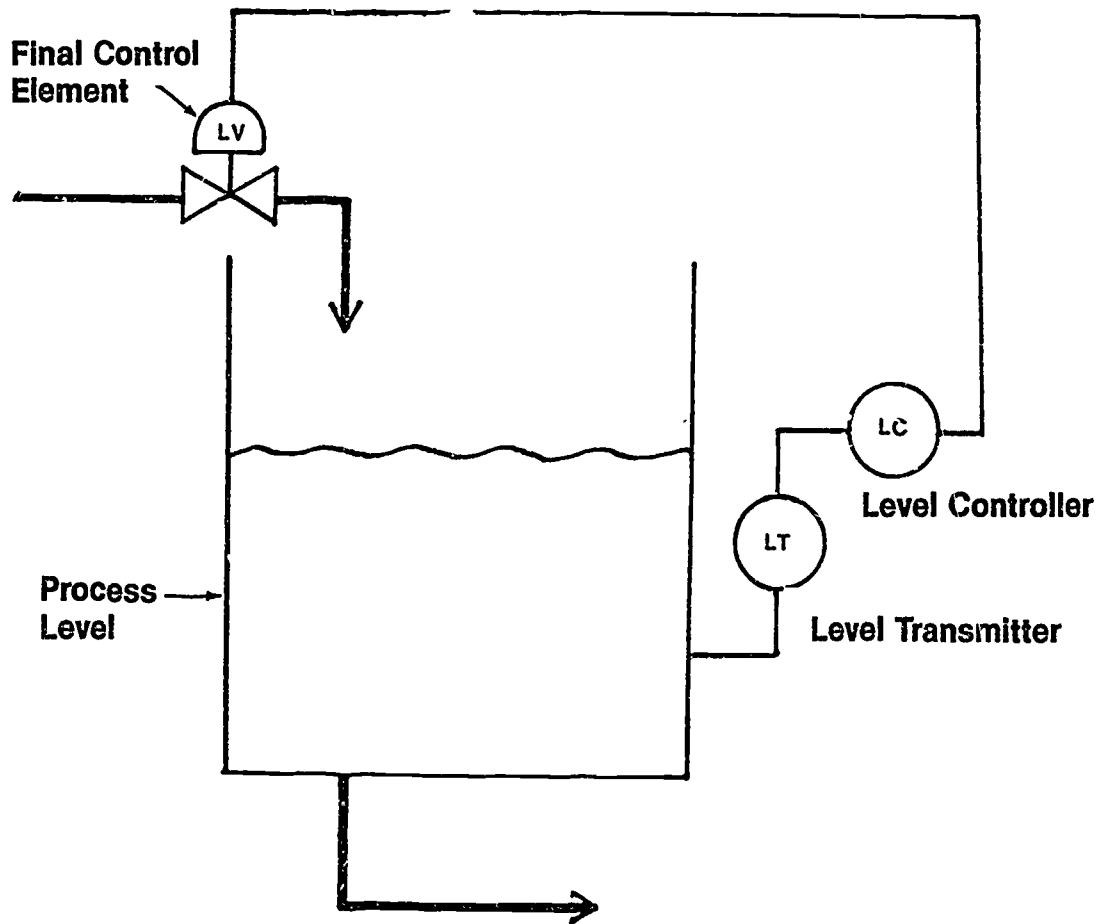 Final Control
Element
LV
LC
Level Controller
LT
Process
Level
Level Transmitter